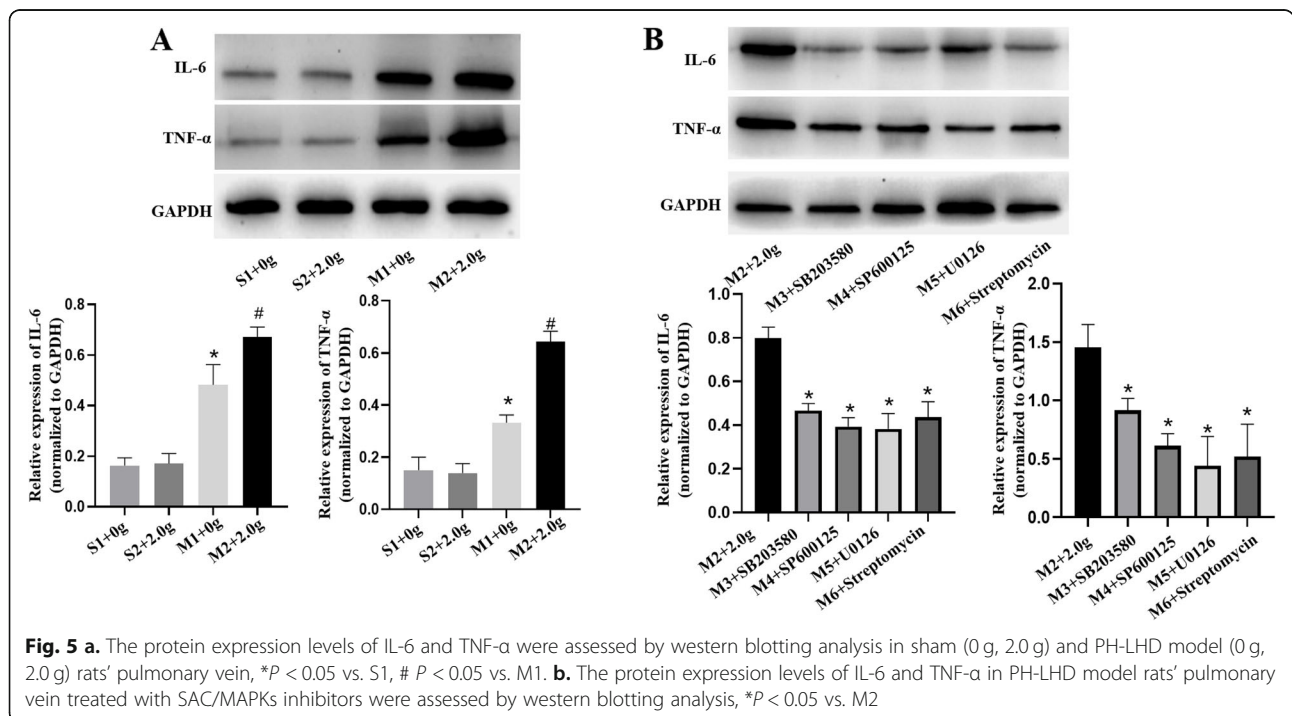 A
IL-6
TNF-α
GAPDH
S1+0g
S2+2.0g
M1+0g
M2+2.0g
Relative expression of IL-6
(normalized to GAPDH)
0.8
0.6
0.4
0.2
0.0
*
#
S1+0g
S2+2.0g
M1+0g
M2+2.0g
Relative expression of TNF-α
(normalized to GAPDH)
0.8
0.6
0.4
0.2
0.0
*
#
S1+0g
S2+2.0g
M1+0g
M2+2.0g
B
IL-6
TNF-α
GAPDH
M2+2.0g
M3+SB203580
M4+SP600125
M5+U0126
M6+Streptomycin
Relative expression of IL-6
(normalized to GAPDH)
1.0
0.8
0.6
0.4
0.2
0.0
*
*
*
*
M2+2.0g
M3+SB203580
M4+SP600125
M5+U0126
M6+Streptomycin
Relative expression of TNF-α
(normalized to GAPDH)
2.0
1.5
1.0
0.5
0.0
*
*
*
*
M2+2.0g
M3+SB203580
M4+SP600125
M5+U0126
M6+Streptomycin
Fig. 5 a. The protein expression levels of IL-6 and TNF-α were assessed by western blotting analysis in sham (0 g, 2.0 g) and PH-LHD model (0 g,
2.0 g) rats' pulmonary vein, *P < 0.05 vs. S1, # P < 0.05 vs. M1. b. The protein expression levels of IL-6 and TNF-α in PH-LHD model rats' pulmonary
vein treated with SAC/MAPKs inhibitors were assessed by western blotting analysis, *P < 0.05 vs. M2